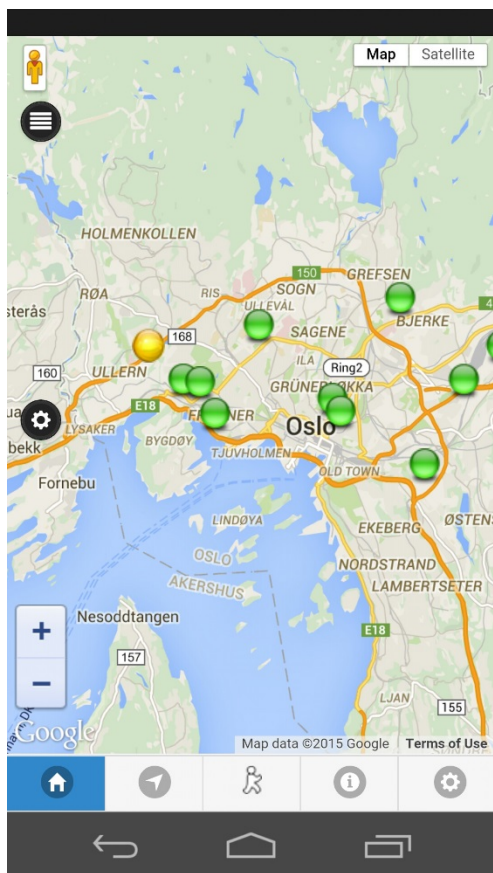 Map
Satellite
HOLMENKOLLEN
150
GREFSEN
SOGN
RØA
RIS
sterås
ULLEVÅL
BJERKE
168
SAGENE
ILA
Ring2
160
ULLERN
GRÜNERLØKKA
E18
LYSAKER
Oslo
bekk
BYGDØY
TJUVHOLMEN
OLD TOWN
Fornebu
LINDØYA
EKEBERG
ØSTENS
OSLO
NORDSTRAND
AKERSHUS
LAMBERTSETER
+
Nesoddtangen
E18
157
−
LJAN
155
Google
Map data ©2015 Google
Terms of Use